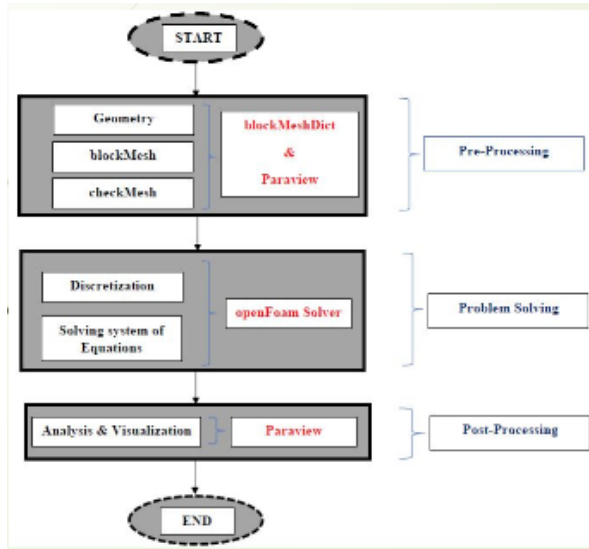 START
Geometry
blockMesh
checkMesh
blockMeshDict
&
Paraview
Pre-Processing
Discretization
Solving system of
Equations
openFoam Solver
Problem Solving
Analysis & Visualization
Paraview
Post-Processing
END